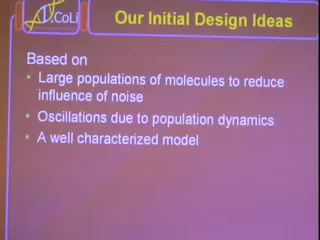 .CoLi
Our Initial Design Ideas
Based on
• Large populations of molecules to reduce
influence of noise
• Oscillations due to population dynamics
• A well characterized model